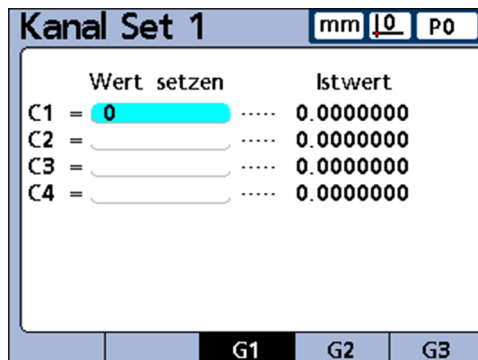 Kanal Set 1 mm 0 P0
Wert setzen Istwert
C1 = 0 ..... 0.0000000
C2 = ..... 0.0000000
C3 = ..... 0.0000000
C4 = ..... 0.0000000
G1 G2 G3